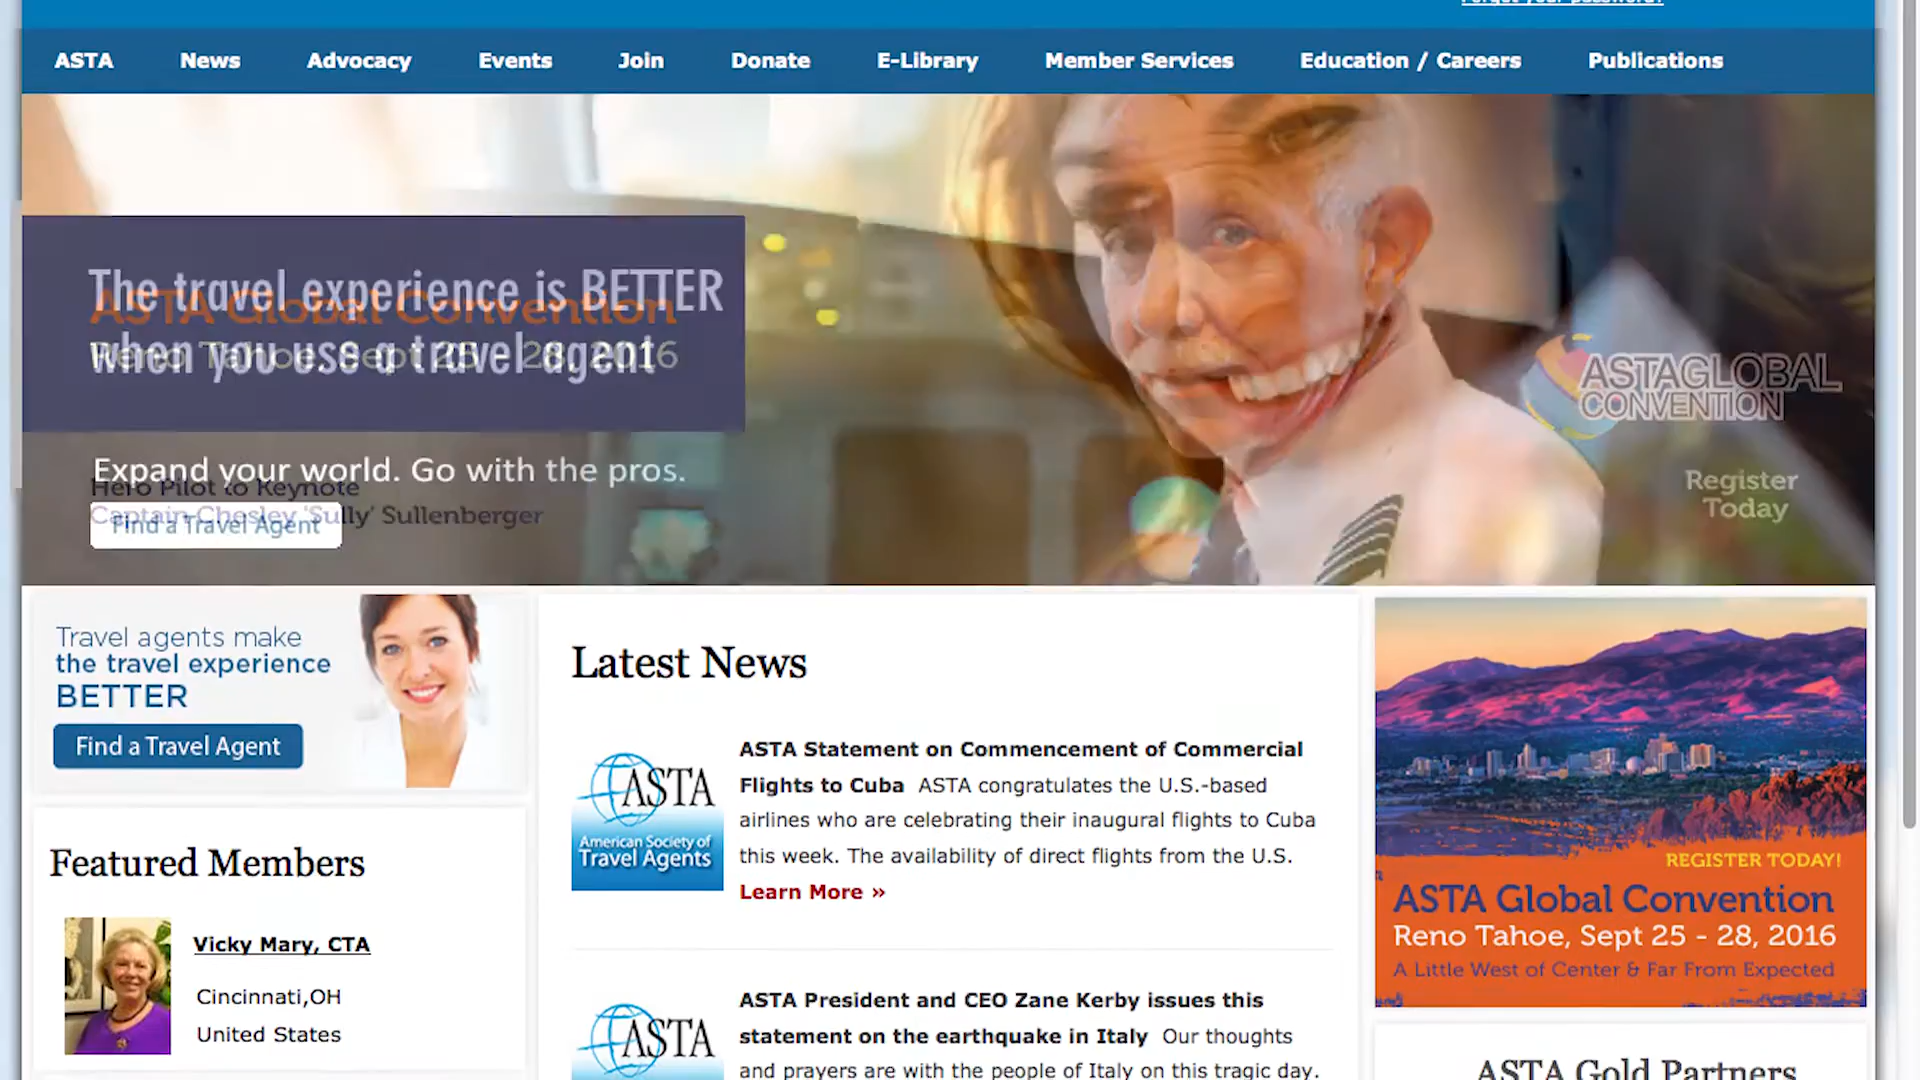 Forgot your password?
ASTA News Advocacy Events Join Donate E-Library Member Services Education / Careers Publications
The travel experience is BETTER
when you use a travel agent
ASTA Global Convention
Reno Tahoe, Sept 25 - 28, 2016
Expand your world. Go with the pros.
Hero Pilot to Keynote
Captain Chesley 'Sully' Sullenberger
Find a Travel Agent
ASTAGLOBAL
CONVENTION
Register
Today
Travel agents make
the travel experience
BETTER
Find a Travel Agent
Featured Members
Vicky Mary, CTA
Cincinnati,OH
United States
Latest News
ASTA
American Society of
Travel Agents
ASTA Statement on Commencement of Commercial
Flights to Cuba ASTA congratulates the U.S.-based
airlines who are celebrating their inaugural flights to Cuba
this week. The availability of direct flights from the U.S.
Learn More »
ASTA
ASTA President and CEO Zane Kerby issues this
statement on the earthquake in Italy Our thoughts
and prayers are with the people of Italy on this tragic day.
REGISTER TODAY!
ASTA Global Convention
Reno Tahoe, Sept 25 - 28, 2016
A Little West of Center & Far From Expected
ASTA Gold Partners